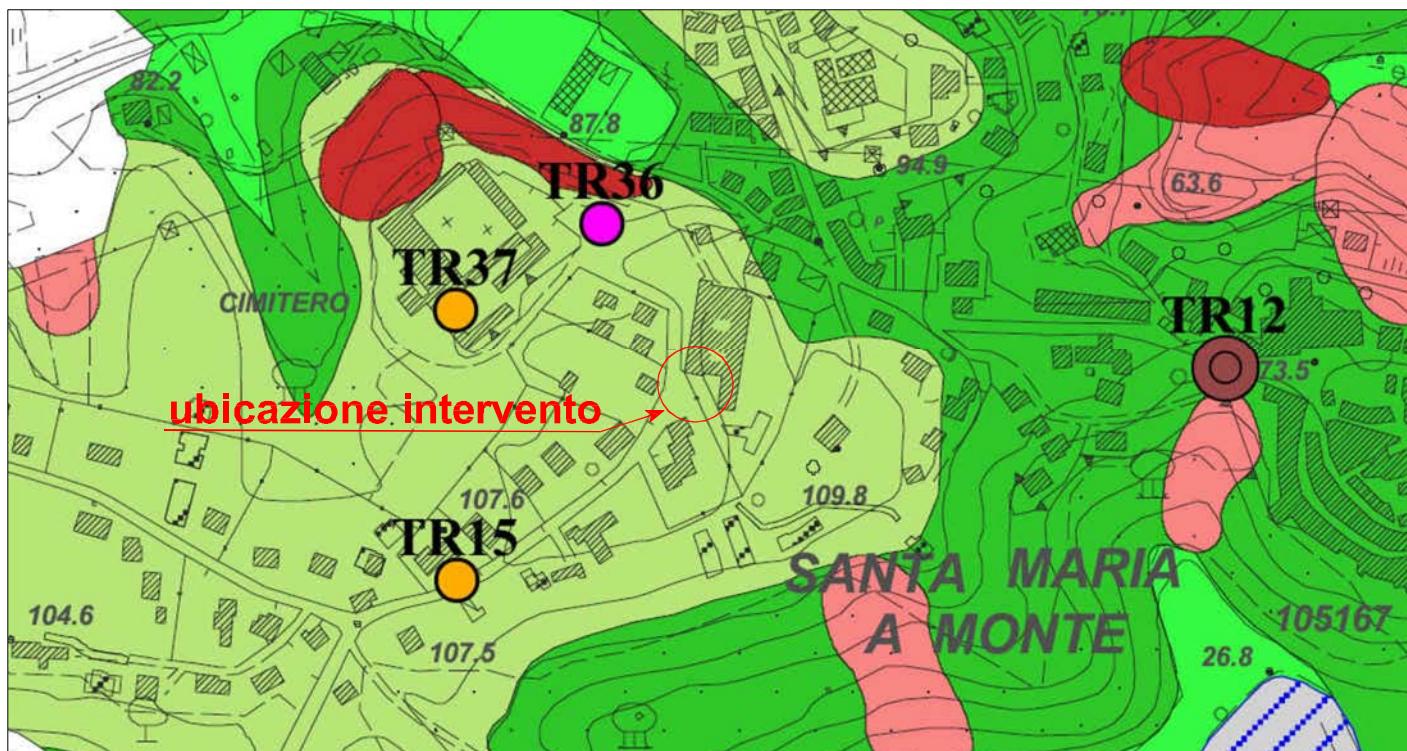 82.2
87.8
94.9
63.6
TR36
TR37
CIMITERO
TR12
73.5
ubicazione intervento
107.6
109.8
TR15
SANTA MARIA
A MONTE
104.6
107.5
105167
26.8